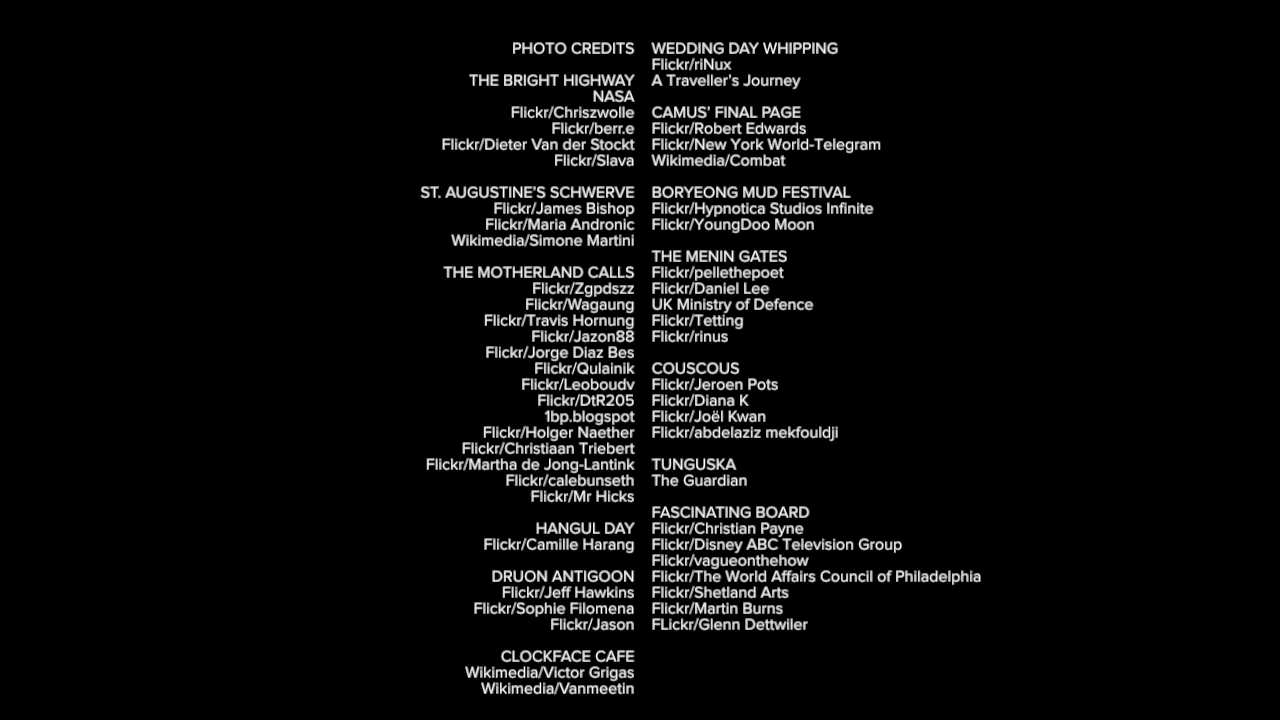 PHOTO CREDITS
THE BRIGHT HIGHWAY
NASA
Flickr/Chriszwolle
Flickr/berr.e
Flickr/Dieter Van der Stockt
Flickr/Slava
ST. AUGUSTINE'S SCHWERVE
Flickr/James Bishop
Flickr/Maria Andronic
Wikimedia/Simone Martini
THE MOTHERLAND CALLS
Flickr/Zgpdszz
Flickr/Wagaung
Flickr/Travis Hornung
Flickr/Jazon88
Flickr/Jorge Diaz Bes
Flickr/Qulainik
Flickr/Leoboudv
Flickr/DtR205
1bp.blogspot
Flickr/Holger Naether
Flickr/Christiaan Triebert
Flickr/Martha de Jong-Lantink
Flickr/calebunseth
Flickr/Mr Hicks
HANGUL DAY
Flickr/Camille Harang
DRUON ANTIGOON
Flickr/Jeff Hawkins
Flickr/Sophie Filomena
Flickr/Jason
CLOCKFACE CAFE
Wikimedia/Victor Grigas
Wikimedia/Vanmeetin
WEDDING DAY WHIPPING
Flickr/riNux
A Traveller's Journey
CAMUS' FINAL PAGE
Flickr/Robert Edwards
Flickr/New York World-Telegram
Wikimedia/Combat
BORYEONG MUD FESTIVAL
Flickr/Hypnotica Studios Infinite
Flickr/YoungDoo Moon
THE MENIN GATES
Flickr/pellethepoet
Flickr/Daniel Lee
UK Ministry of Defence
Flickr/Tetting
Flickr/rinus
COUSCOUS
Flickr/Jeroen Pots
Flickr/Diana K
Flickr/Joël Kwan
Flickr/abdelaziz mekfouldji
TUNGUSKA
The Guardian
FASCINATING BOARD
Flickr/Christian Payne
Flickr/Disney ABC Television Group
Flickr/vagueonthehow
Flickr/The World Affairs Council of Philadelphia
Flickr/Shetland Arts
Flickr/Martin Burns
FLickr/Glenn Dettwiler